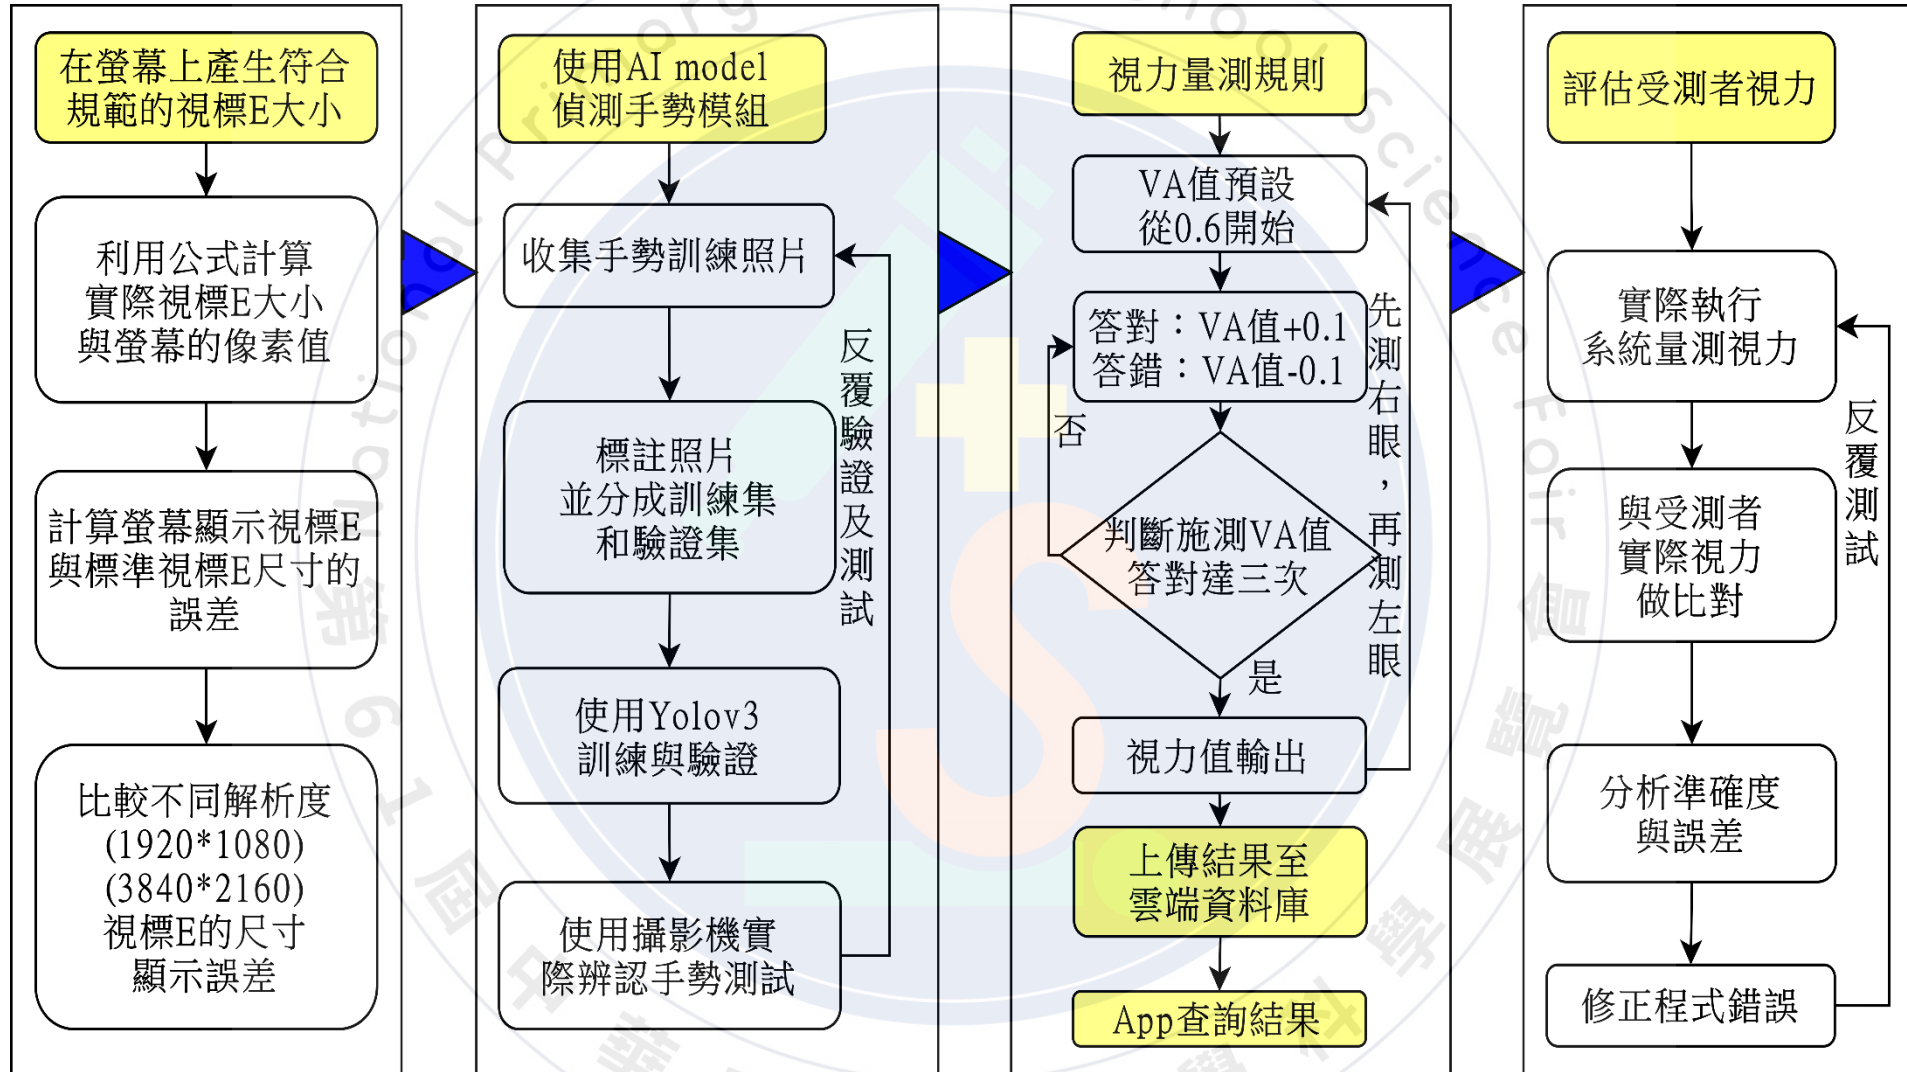 在螢幕上產生符合
規範的視標E大小
利用公式計算
實際視標E大小
與螢幕的像素值
計算螢幕顯示視標E
與標準視標E尺寸的
誤差
比較不同解析度
(1920*1080)
(3840*2160)
視標E的尺寸
顯示誤差
使用AI model
偵測手勢模組
收集手勢訓練照片
標註照片
並分成訓練集
和驗證集
使用Yolov3
訓練與驗證
使用攝影機實
際辨認手勢測試
反覆驗證及測試
視力量測規則
VA值預設
從0.6開始
答對：VA值+0.1
答錯：VA值-0.1
否
判斷施測VA值
答對達三次
是
視力值輸出
先測右眼，再測左眼
上傳結果至
雲端資料庫
App查詢結果
評估受測者視力
實際執行
系統量測視力
與受測者
實際視力
做比對
分析準確度
與誤差
修正程式錯誤
反覆測試